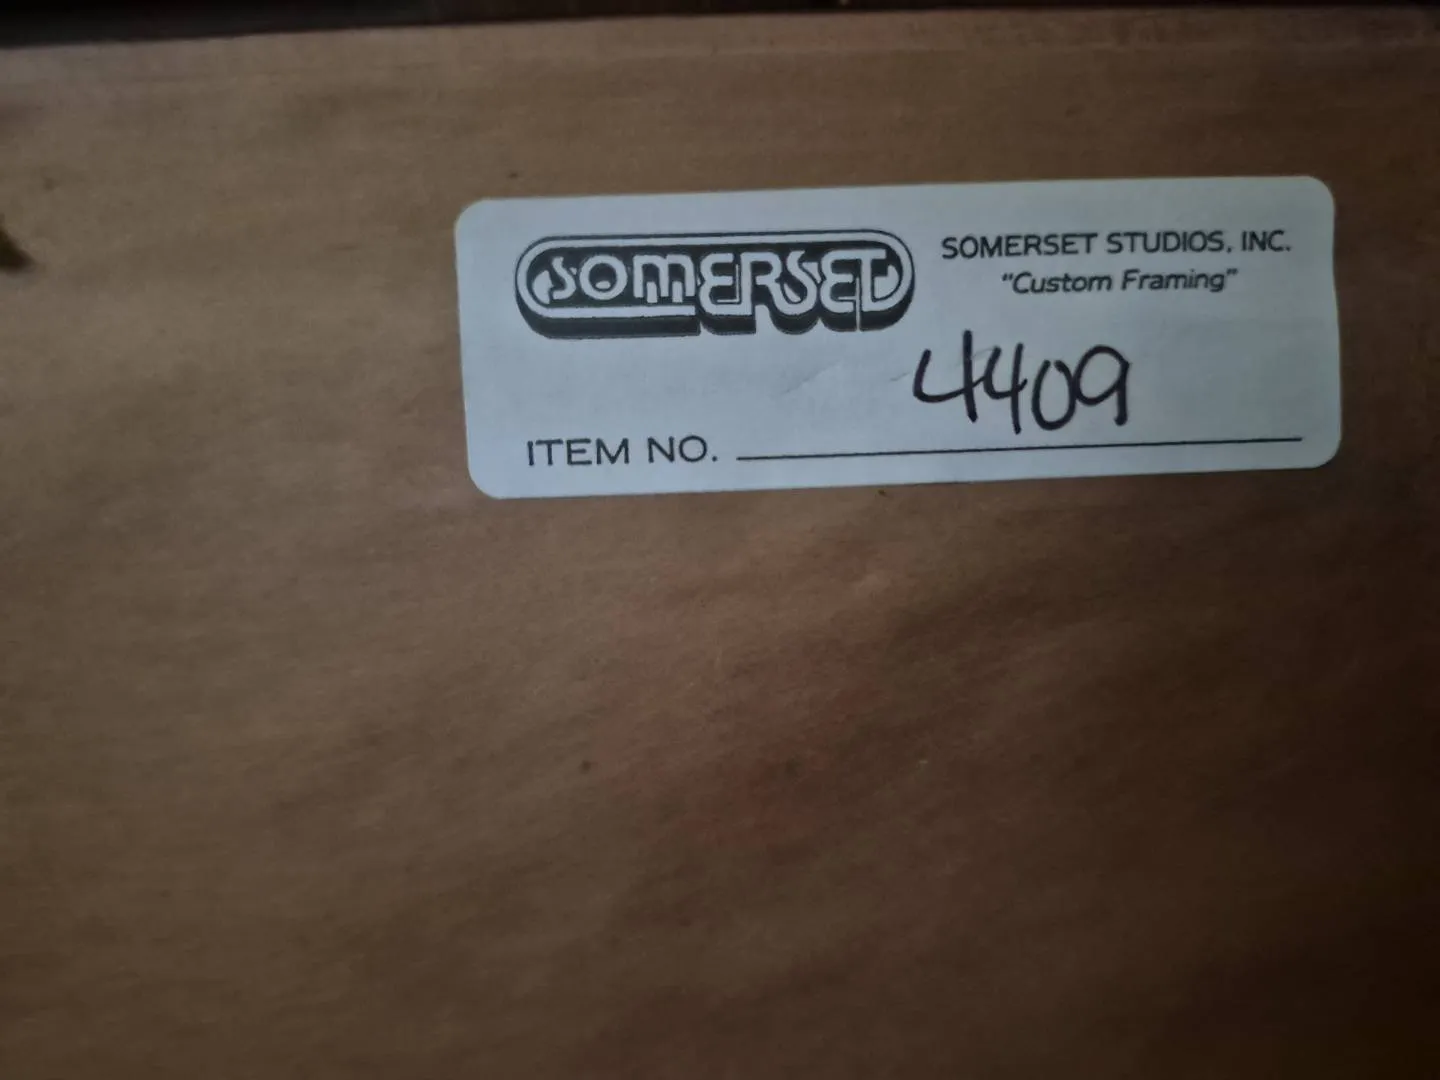 SOMERSET
SOMERSET STUDIOS, INC.
"Custom Framing"
4409
ITEM NO.